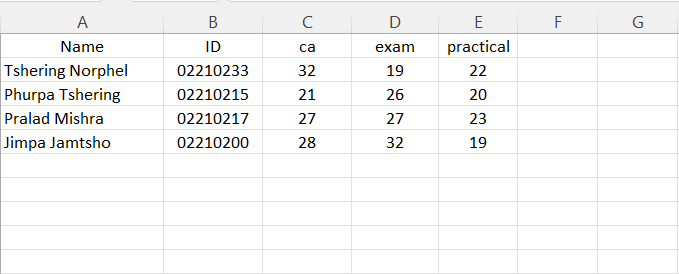 A B C D E F G
Name ID ca exam practical
Tshering Norphel 02210233 32 19 22
Phurpa Tshering 02210215 21 26 20
Pralad Mishra 02210217 27 27 23
Jimpa Jamtsho 02210200 28 32 19